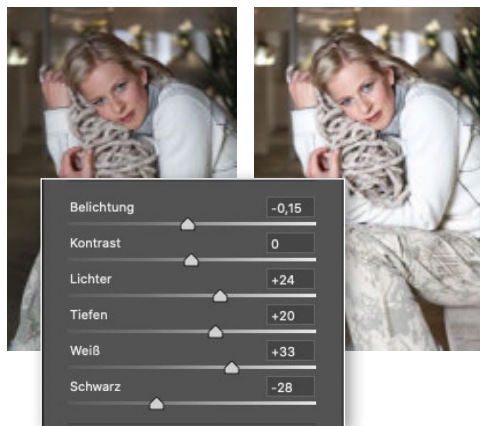 Belichtung -0,15
Kontrast 0
Lichter +24
Tiefen +20
Weiß +33
Schwarz -28